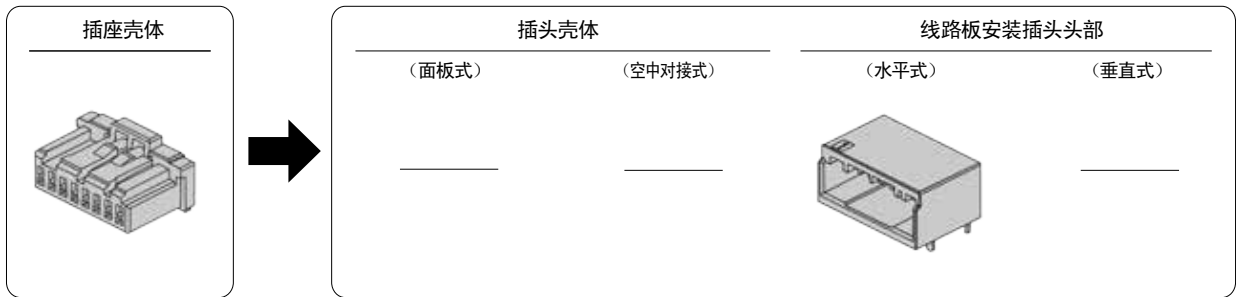 插座壳体
插头壳体
线路板安装插头头部
（面板式）
（空中对接式）
（水平式）
（垂直式）